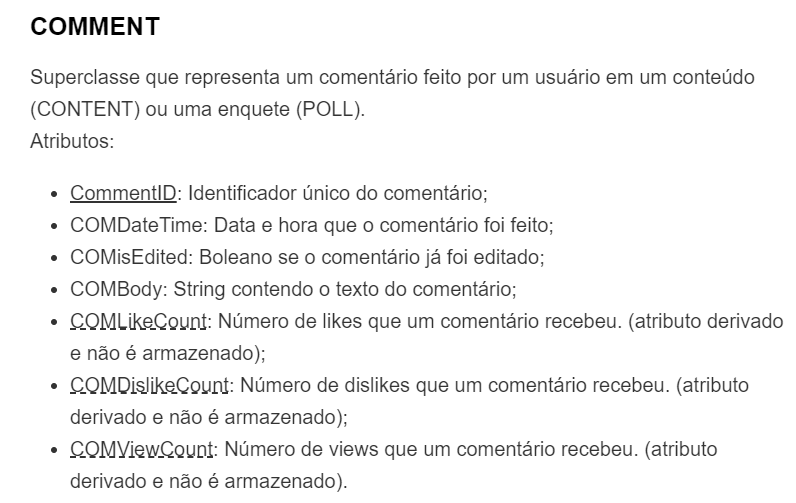 COMMENT
Superclasse que representa um comentário feito por um usuário em um conteúdo
(CONTENT) ou uma enquete (POLL).
Atributos:
• CommentID: Identificador único do comentário;
• COMDateTime: Data e hora que o comentário foi feito;
• COMisEdited: Boleano se o comentário já foi editado;
• COMBody: String contendo o texto do comentário;
• COMLikeCount: Número de likes que um comentário recebeu. (atributo derivado
e não é armazenado);
• COMDislikeCount: Número de dislikes que um comentário recebeu. (atributo
derivado e não é armazenado);
• COMViewCount: Número de views que um comentário recebeu. (atributo
derivado e não é armazenado).